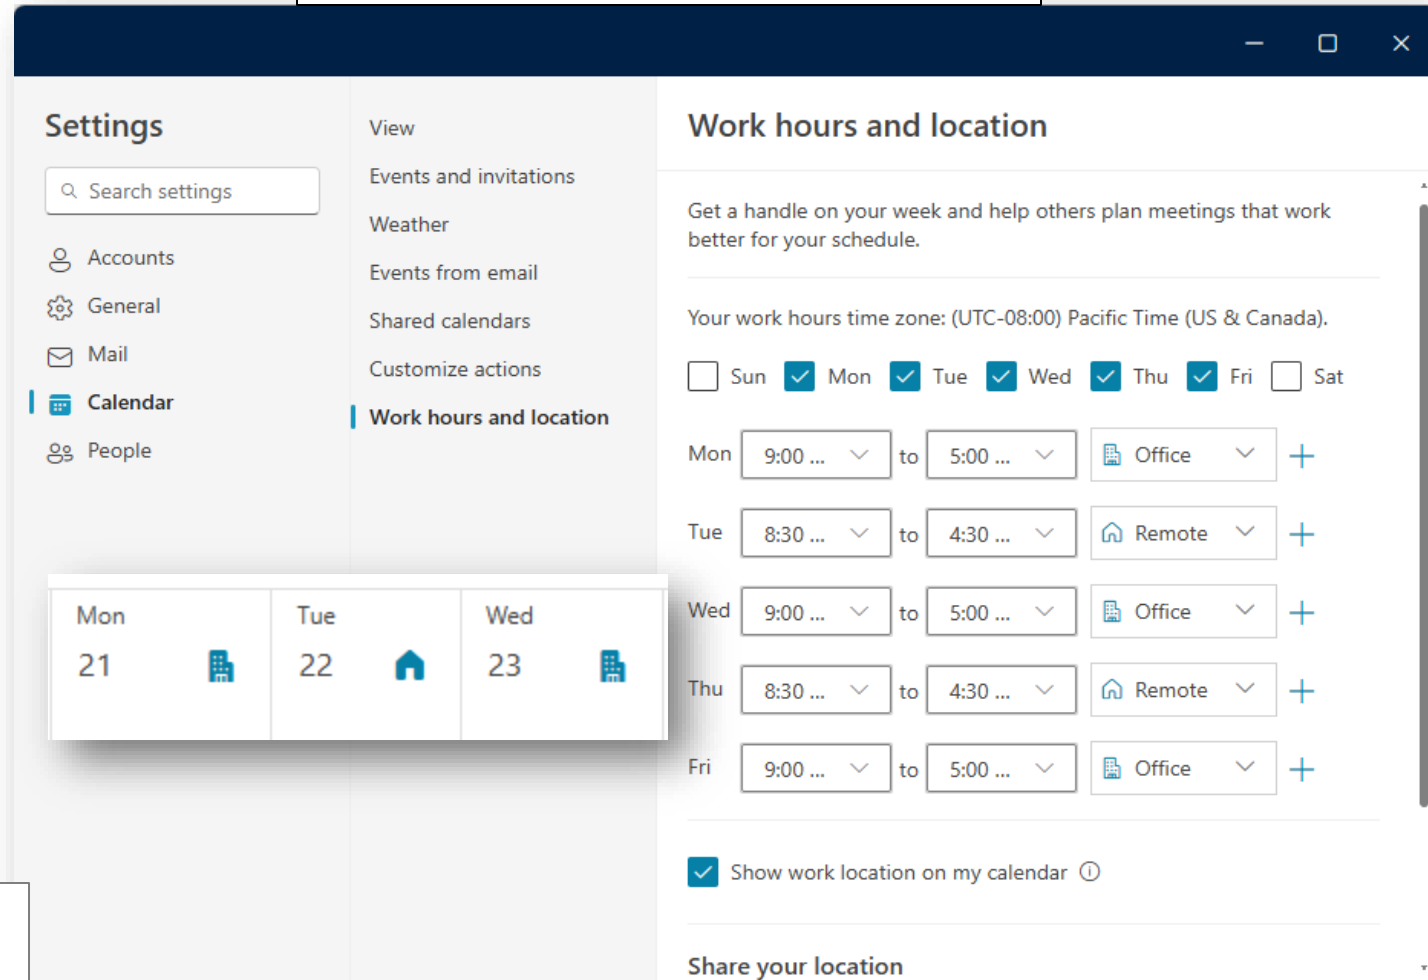 Settings
Search settings
Accounts
General
Mail
Calendar
People
View
Events and invitations
Weather
Events from email
Shared calendars
Customize actions
Work hours and location
Work hours and location
Get a handle on your week and help others plan meetings that work
better for your schedule.
Your work hours time zone: (UTC-08:00) Pacific Time (US & Canada).
Sun Mon Tue Wed Thu Fri Sat
Mon 9:00 ... to 5:00 ... Office
Tue 8:30 ... to 4:30 ... Remote
Wed 9:00 ... to 5:00 ... Office
Thu 8:30 ... to 4:30 ... Remote
Fri 9:00 ... to 5:00 ... Office
Show work location on my calendar
Share your location
Mon Tue Wed
21 22 23